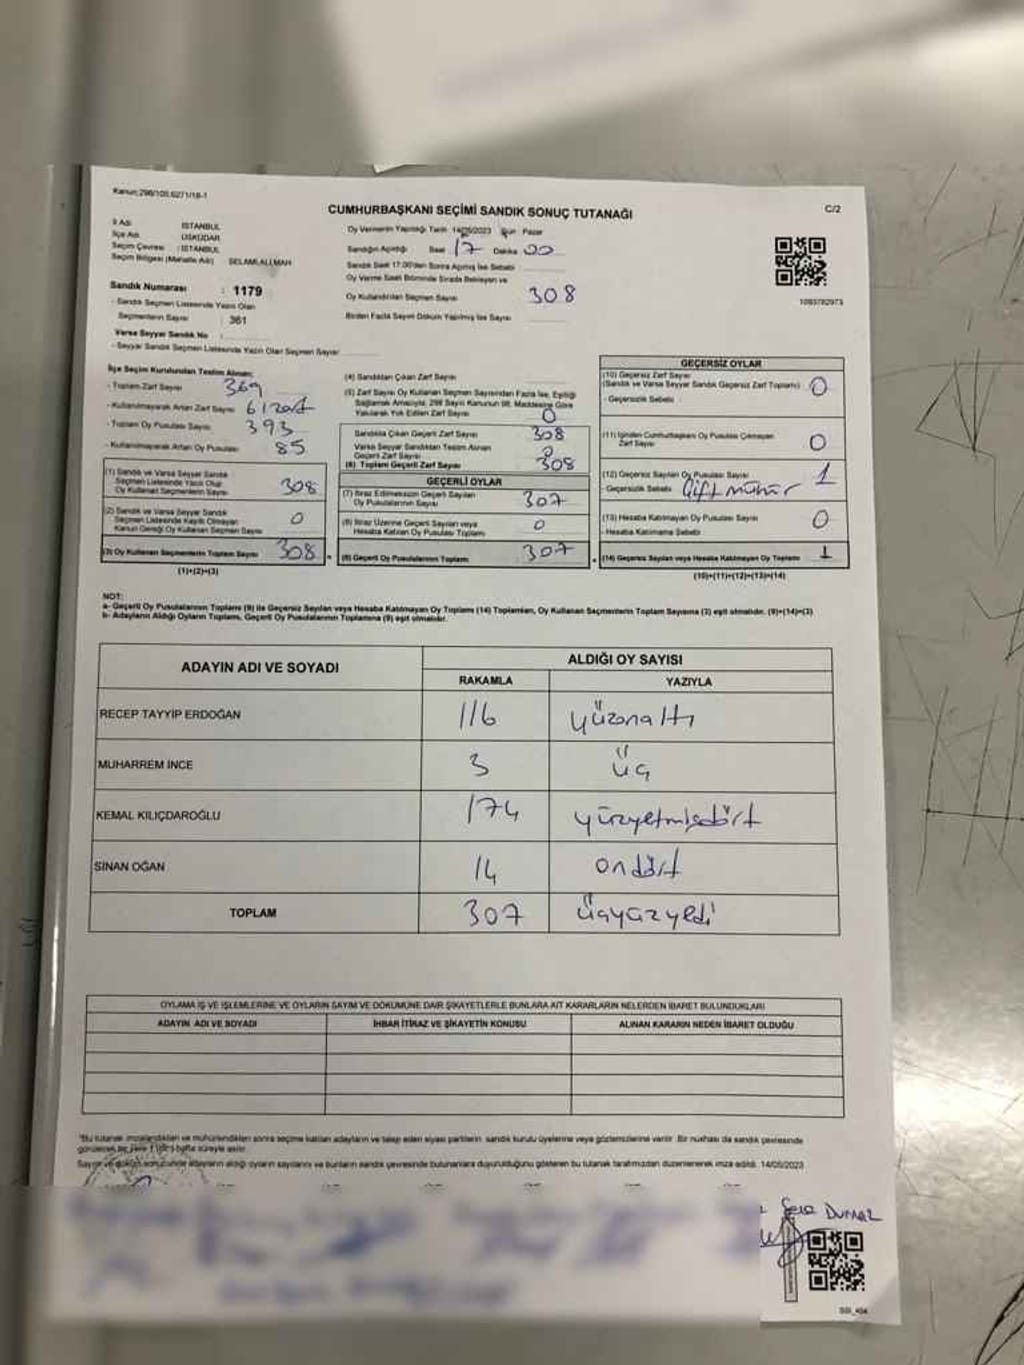 Kanun:298/105,6271/18-1
CUMHURBAŞKANI SEÇİMİ SANDIK SONUÇ TUTANAĞI
C/2
İl Adı : İSTANBUL
İlçe Adı : ÜSKÜDAR
Seçim Çevresi : İSTANBUL
Seçim Bölgesi (Mahalle Adı) : SELAMİ ALİ MAH
Sandık Numarası : 1179
- Sandık Seçmen Listesinde Yazılı Olan
Seçmenlerin Sayısı : 361
Varsa Seyyar Sandık No :
- Seyyar Sandık Seçmen Listesinde Yazılı Olan Seçmen Sayısı:
Oy Vermenin Yapıldığı Tarih 14/05/2023 Gün Pazar
Sandığın Açıldığı Saat 17 Dakika 00
Sandık Saat 17:00'den Sonra Açılmış İse Sebebi :
Oy Verme Saati Bitiminde Sırada Bekleyen ve
Oy Kullandırılan Seçmen Sayısı 308
Birden Fazla Sayım Döküm Yapılmış İse Sayısı
1093782973
İlçe Seçim Kurulundan Teslim Alınan;
- Toplam Zarf Sayısı 369
- Kullanılmayarak Artan Zarf Sayısı 61 zarf
- Toplam Oy Pusulası Sayısı 393
- Kullanılmayarak Artan Oy Pusulası 85
(1) Sandık ve Varsa Seyyar Sandık
Seçmen Listesinde Yazılı Olup
Oy Kullanan Seçmenlerin Sayısı 308
(2) Sandık ve Varsa Seyyar Sandık
Seçmen Listesinde Kayıtlı Olmayan
Kanun Gereği Oy Kullanan Seçmen Sayısı 0
(3) Oy Kullanan Seçmenlerin Toplam Sayısı 308
(1)+(2)=(3)
(4) Sandıktan Çıkan Zarf Sayısı
(5) Zarf Sayısı Oy Kullanan Seçmen Sayısından Fazla İse, Eşitliği
Sağlamak Amacıyla, 298 Sayılı Kanunun 98. Maddesine Göre
Yakılarak Yok Edilen Zarf Sayısı 0
Sandıkta Çıkan Geçerli Zarf Sayısı 308
Varsa Seyyar Sandıktan Teslim Alınan
Geçerli Zarf Sayısı 0
(6) Toplam Geçerli Zarf Sayısı 308
GEÇERLİ OYLAR
(7) İtiraz Edilmeksizin Geçerli Sayılan
Oy Pusulalarının Sayısı 307
(8) İtiraz Üzerine Geçerli Sayılan veya
Hesaba Katılan Oy Pusulası Toplamı 0
(9) Geçerli Oy Pusulalarının Toplamı 307
GEÇERSİZ OYLAR
(10) Geçersiz Zarf Sayısı
(Sandık ve Varsa Seyyar Sandık Geçersiz Zarf Toplamı) 0
- Geçersizlik Sebebi
(11) İçinden Cumhurbaşkanı Oy Pusulası Çıkmayan
Zarf Sayısı 0
(12) Geçersiz Sayılan Oy Pusulası Sayısı 1
- Geçersizlik Sebebi Çift mühür
(13) Hesaba Katılmayan Oy Pusulası Sayısı 0
- Hesaba Katılmama Sebebi
(14) Geçersiz Sayılan veya Hesaba Katılmayan Oy Toplamı 1
(10)+(11)+(12)+(13)=(14)
NOT:
a- Geçerli Oy Pusulalarının Toplamı (9) ile Geçersiz Sayılan veya Hesaba Katılmayan Oy Toplamı (14) Toplamları, Oy Kullanan Seçmenlerin Toplam Sayısına (3) eşit olmalıdır. (9)+(14)=(3)
b- Adayların Aldığı Oyların Toplamı, Geçerli Oy Pusulalarının Toplamına (9) eşit olmalıdır.
ADAYIN ADI VE SOYADI
ALDIĞI OY SAYISI
RAKAMLA YAZIYLA
RECEP TAYYİP ERDOĞAN 116 yüzonaltı
MUHARREM İNCE 3 üç
KEMAL KILIÇDAROĞLU 174 yüzyetmişdört
SİNAN OĞAN 14 ondört
TOPLAM 307 üçyüzyedi
OYLAMA İŞ VE İŞLEMLERİNE VE OYLARIN SAYIM VE DÖKÜMÜNE DAİR ŞİKAYETLERLE BUNLARA AİT KARARLARIN NELERDEN İBARET BULUNDUKLARI
ADAYIN ADI VE SOYADI İHBAR İTİRAZ VE ŞİKAYETİN KONUSU ALINAN KARARIN NEDEN İBARET OLDUĞU
"Bu tutanak imzalandıktan ve mühürlendikten sonra seçime katılan adayların ve talep eden siyasi partilerin sandık kurulu üyelerine veya gözlemcilerine verilir. Bir nüshası da sandık çevresinde
görülecek bir yere 1 (bir) hafta süreyle asılır.
Sayım ve döküm sonucunda adayların aldığı oyların sayılarını ve bunların sandık çevresinde bulunanlara duyurulduğunu gösteren bu tutanak tarafımızdan düzenlenerek imza edildi. 14/05/2023